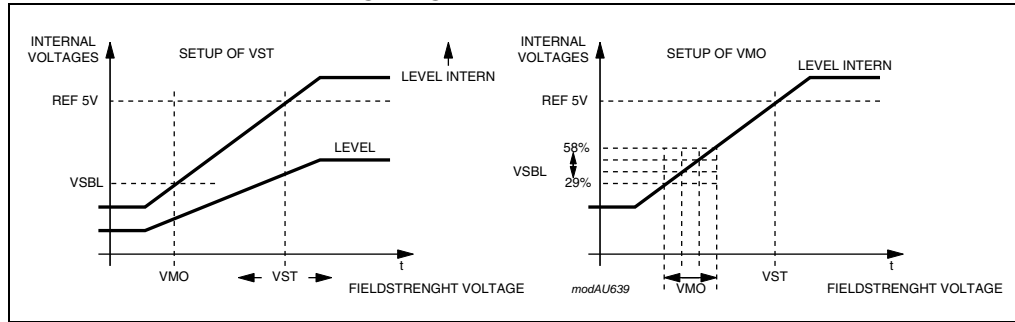 INTERNAL
VOLTAGES
SETUP OF VST
LEVEL INTERN
REF 5V
LEVEL
VSBL
t
VMO
VST
FIELDSTRENGHT VOLTAGE
INTERNAL
VOLTAGES
SETUP OF VMO
LEVEL INTERN
REF 5V
58%
VSBL
29%
t
modAU639
VMO
VST
FIELDSTRENGHT VOLTAGE